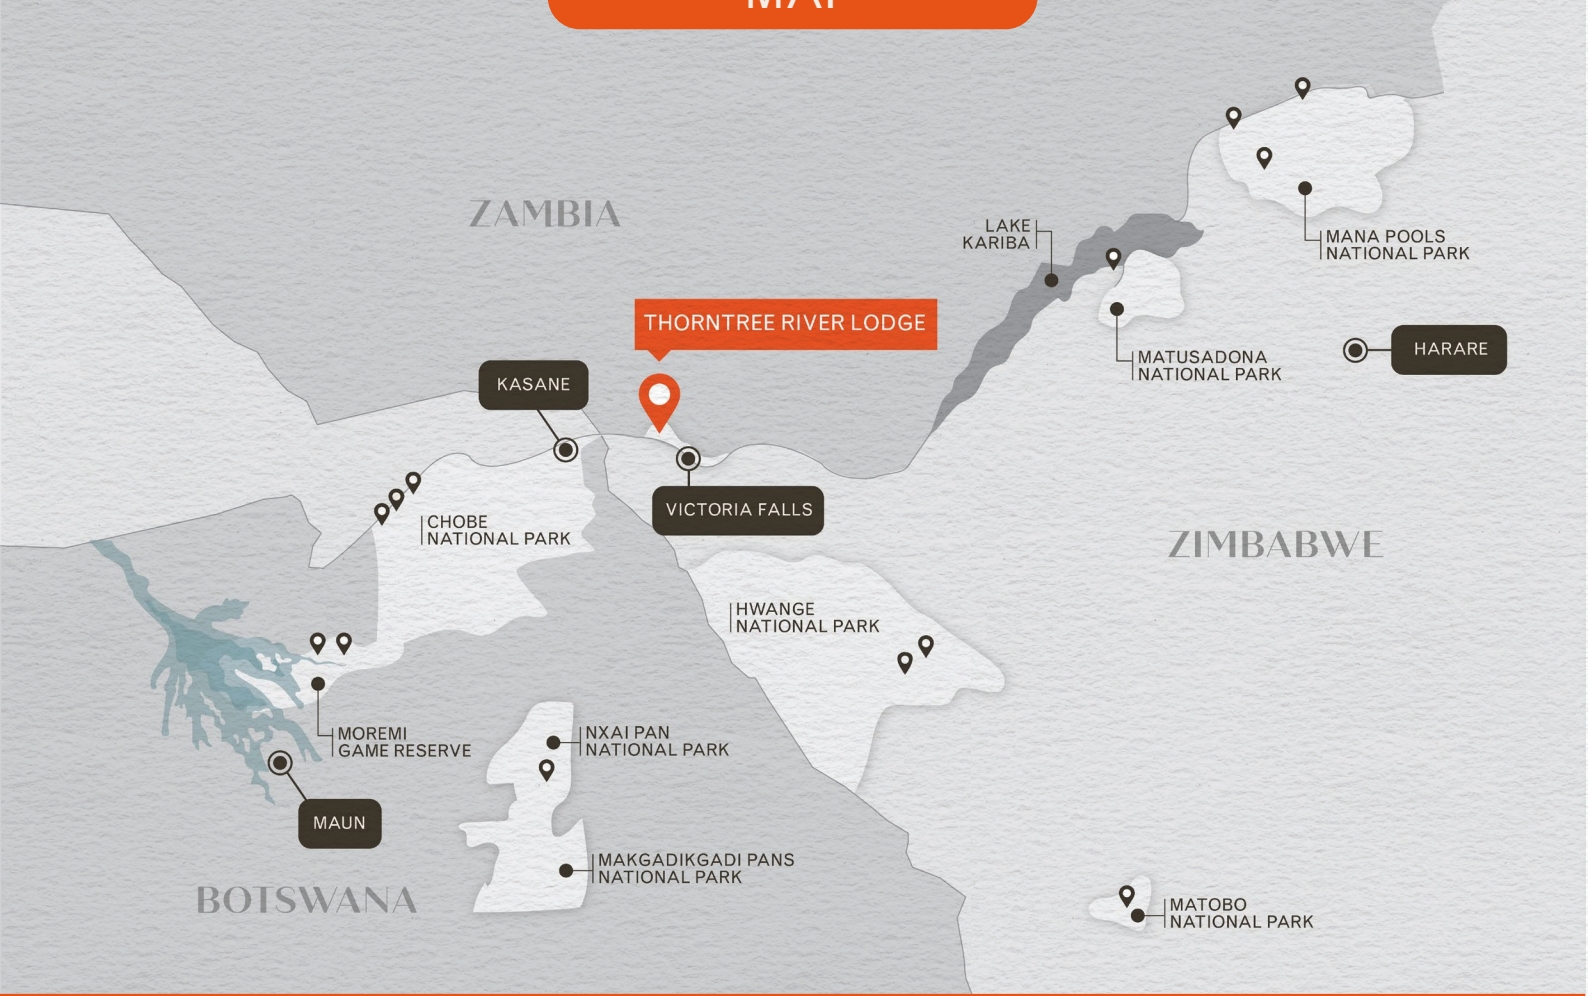 MAP
ZAMBIA
LAKE
KARIBA
MANA POOLS
NATIONAL PARK
THORNTREE RIVER LODGE
KASANE
MATUSADONA
NATIONAL PARK
HARARE
VICTORIA FALLS
CHOBE
NATIONAL PARK
ZIMBABWE
HWANGE
NATIONAL PARK
MOREMI
GAME RESERVE
NXAI PAN
NATIONAL PARK
MAUN
MAKGADIKGADI PANS
NATIONAL PARK
BOTSWANA
MATOBO
NATIONAL PARK